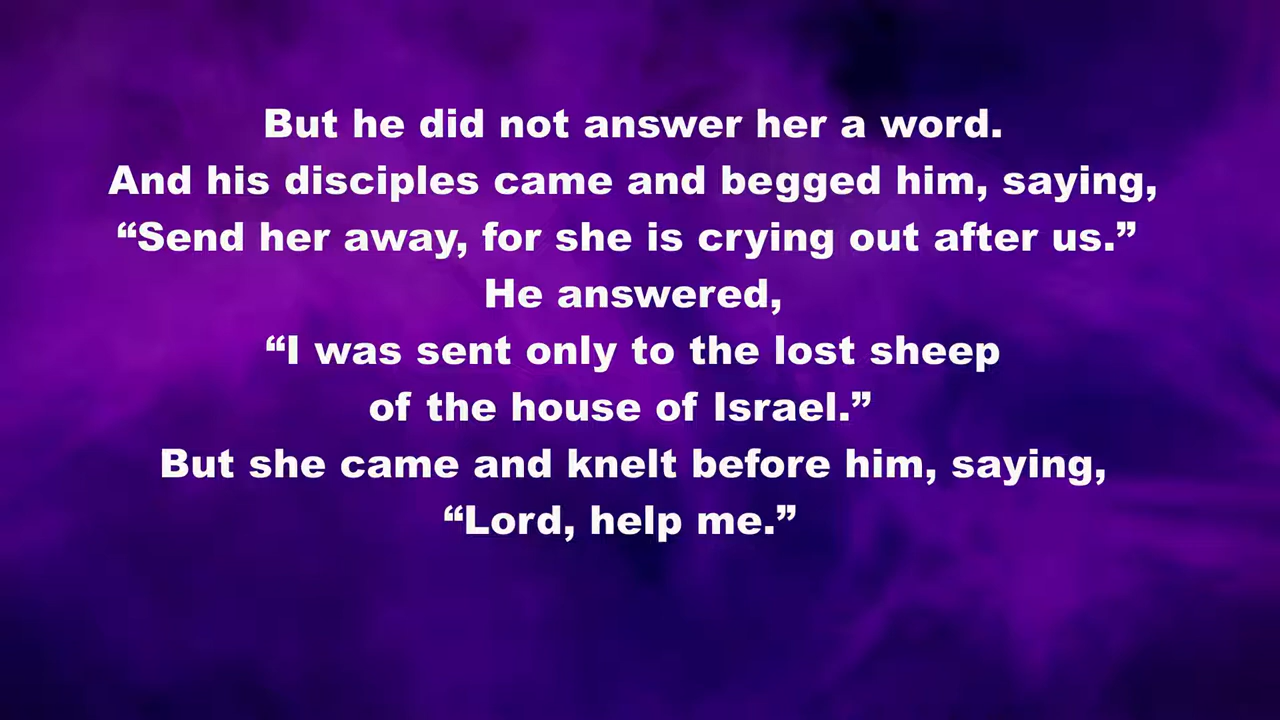 But he did not answer her a word.
And his disciples came and begged him, saying,
“Send her away, for she is crying out after us.”
He answered,
“I was sent only to the lost sheep
of the house of Israel.”
But she came and knelt before him, saying,
“Lord, help me.”